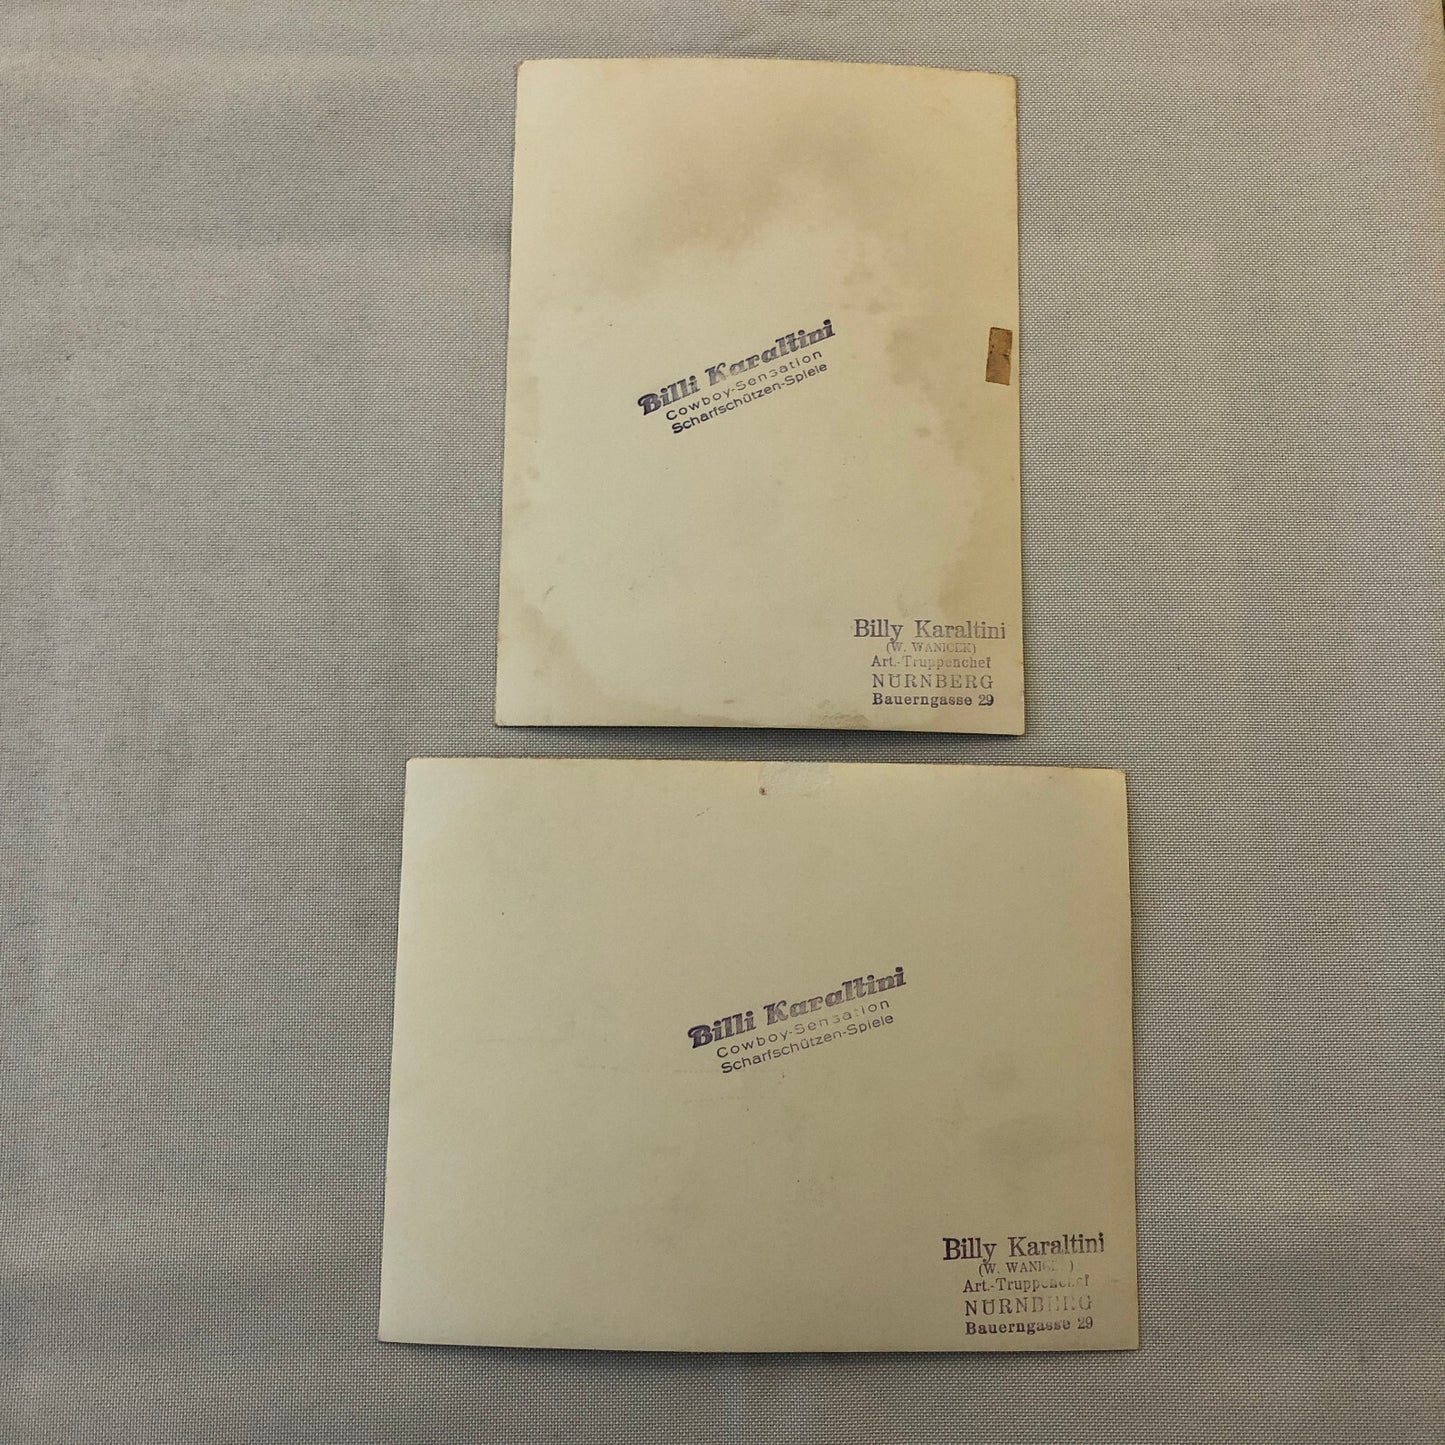 Billi Karaltini
Cowboy-Sensation
Scharfschützen-Spiele
Billy Karaltini
(W. WANICEK)
Art.-Truppenchef
NÜRNBERG
Bauerngasse 29
Billi Karaltini
Cowboy-Sensation
Scharfschützen-Spiele
Billy Karaltini
(W. WANICEK)
Art.-Truppenchef
NÜRNBERG
Bauerngasse 29